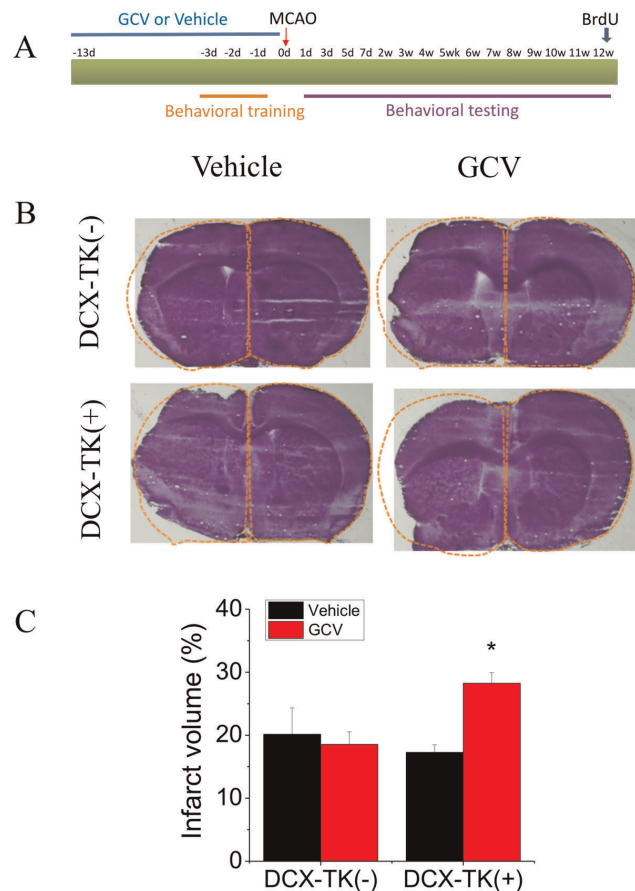 A
GCV or Vehicle
MCAO
BrdU
-13d -3d -2d -1d 0d 1d 3d 5d 7d 2w 3w 4w 5wk 6w 7w 8w 9w 10w 11w 12w
Behavioral training
Behavioral testing
Vehicle
GCV
B
DCX-TK(-)
DCX-TK(+)
C
Infarct volume (%)
40
30
20
10
0
Vehicle
GCV
*
DCX-TK(-) DCX-TK(+)